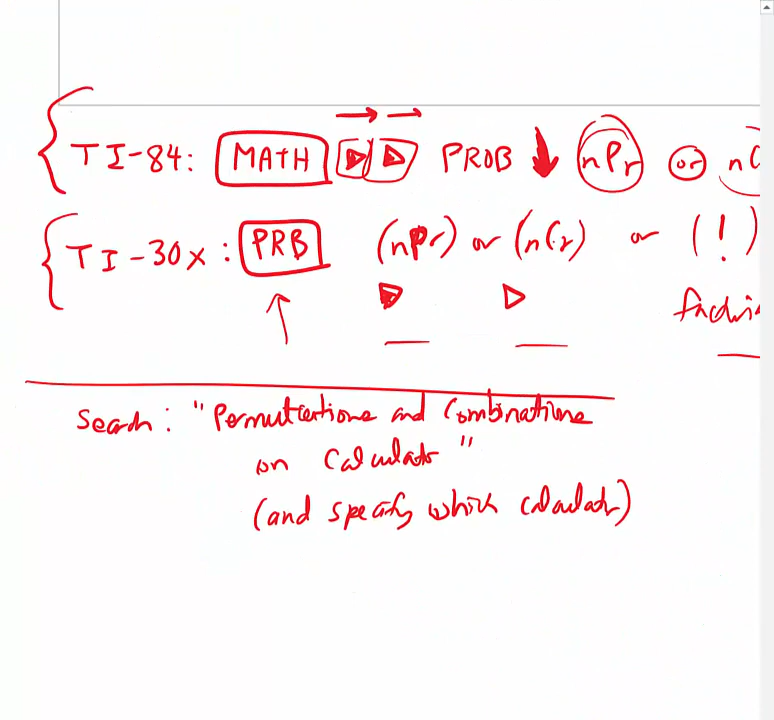 TI-84: MATH ▷ ▷ PROB ↓ nPr or nC
TI-30x: PRB (nPr) or (nCr) or (!)
Search: "Permutations and Combinations
on Calculator"
(and specify which calculator)